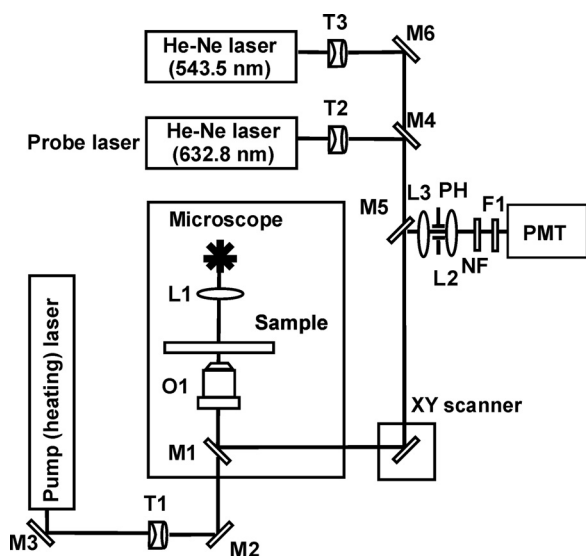 T3
M6
He-Ne laser
(543.5 nm)
T2
M4
Probe laser
He-Ne laser
(632.8 nm)
L3
PH
M5
F1
PMT
L2
NF
Microscope
L1
Sample
O1
XY scanner
M1
Pump (heating) laser
T1
M3
M2